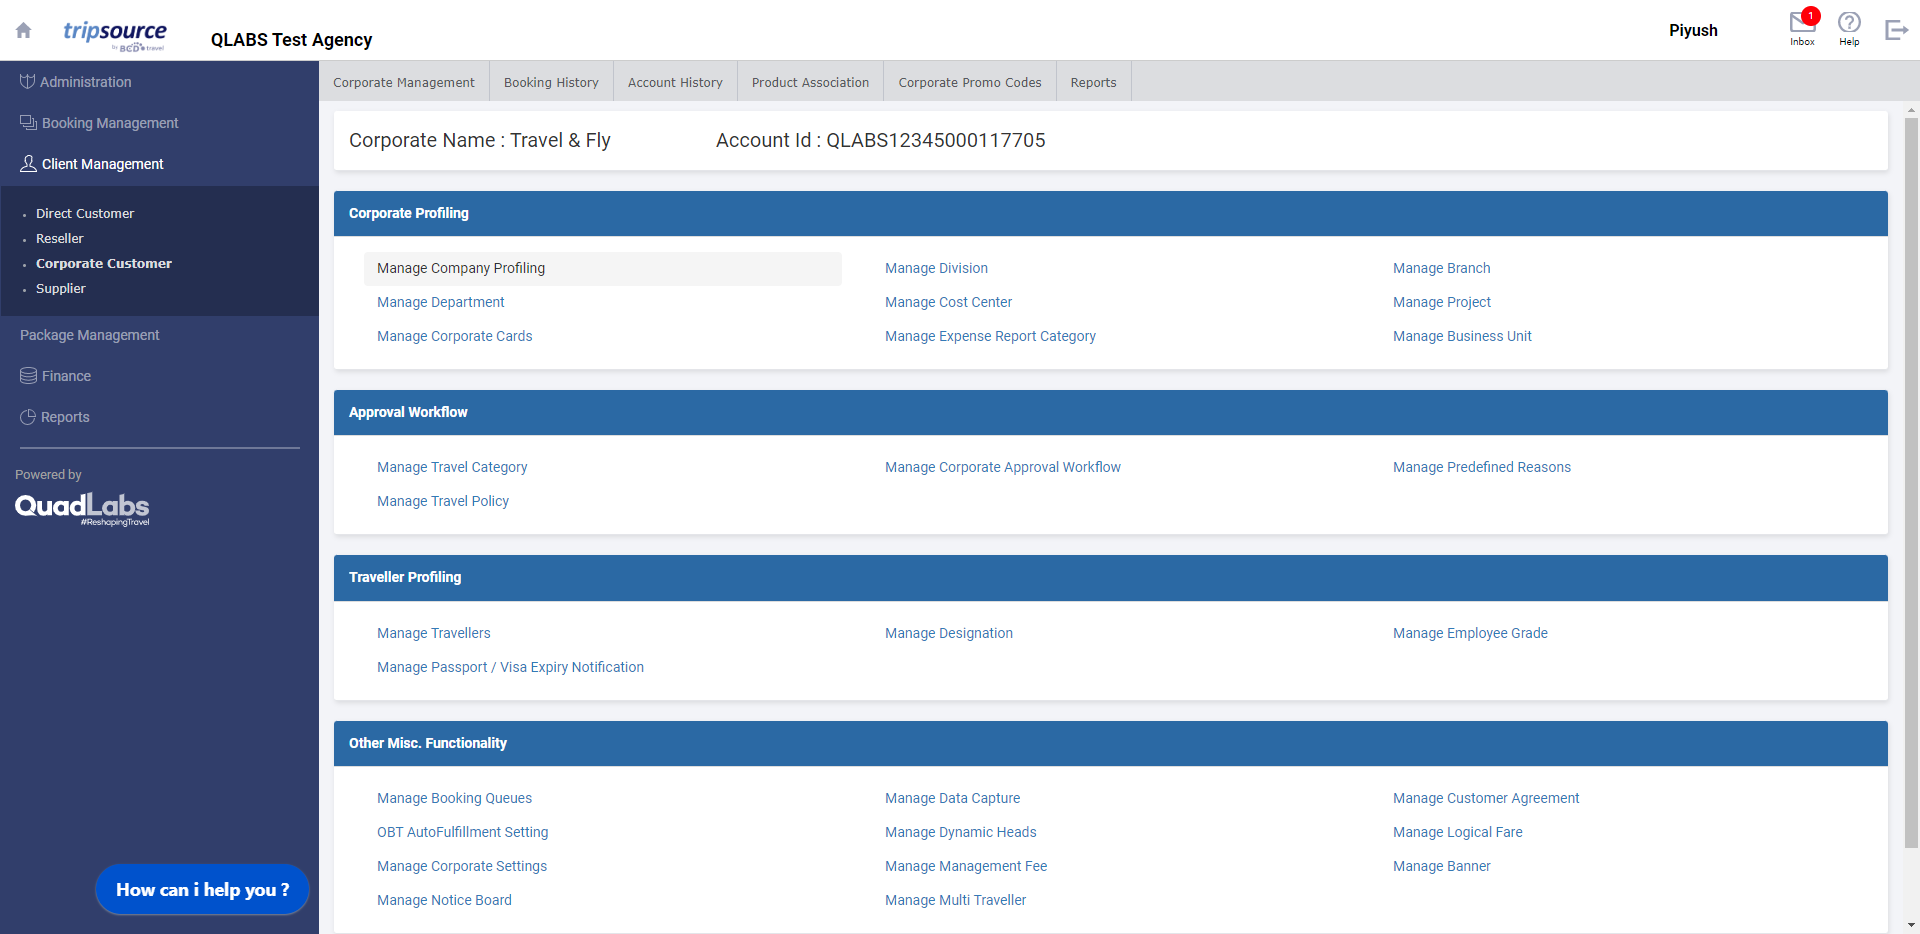 tripsource
by BCD travel
QLABS Test Agency
Piyush
1
Inbox
Help
Administration
Booking Management
Client Management
Direct Customer
Reseller
Corporate Customer
Supplier
Package Management
Finance
Reports
Powered by
QuadLabs
#ReshapingTravel
How can i help you ?
Corporate Management
Booking History
Account History
Product Association
Corporate Promo Codes
Reports
Corporate Name : Travel & Fly
Account Id : QLABS12345000117705
Corporate Profiling
Manage Company Profiling
Manage Division
Manage Branch
Manage Department
Manage Cost Center
Manage Project
Manage Corporate Cards
Manage Expense Report Category
Manage Business Unit
Approval Workflow
Manage Travel Category
Manage Corporate Approval Workflow
Manage Predefined Reasons
Manage Travel Policy
Traveller Profiling
Manage Travellers
Manage Designation
Manage Employee Grade
Manage Passport / Visa Expiry Notification
Other Misc. Functionality
Manage Booking Queues
Manage Data Capture
Manage Customer Agreement
OBT AutoFulfillment Setting
Manage Dynamic Heads
Manage Logical Fare
Manage Corporate Settings
Manage Management Fee
Manage Banner
Manage Notice Board
Manage Multi Traveller